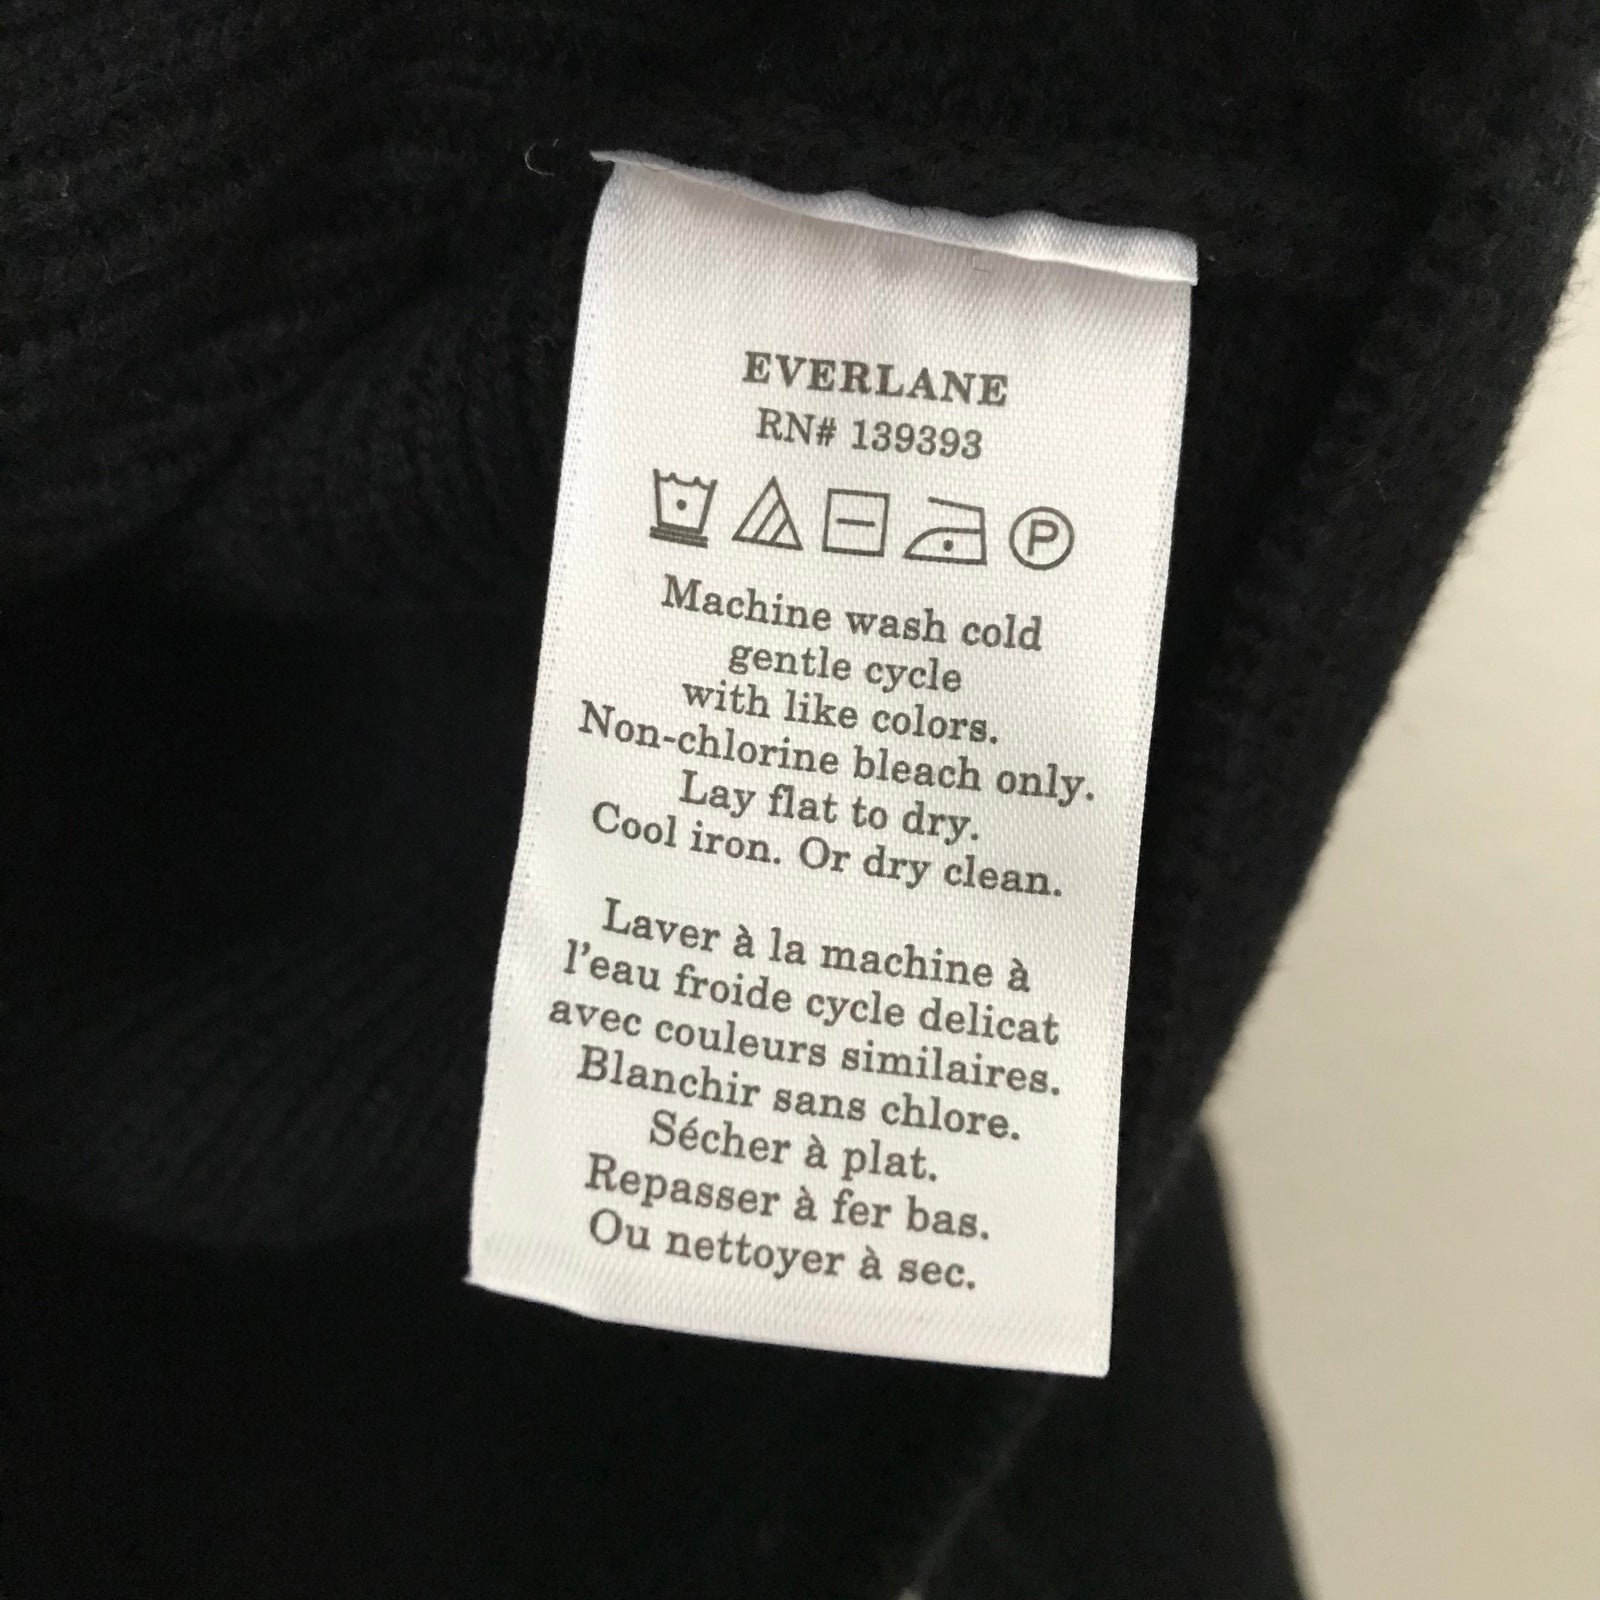 EVERLANE
RN# 139393
P
Machine wash cold
gentle cycle
with like colors.
Non-chlorine bleach only.
Lay flat to dry.
Cool iron. Or dry clean.
Laver à la machine à
l'eau froide cycle delicat
avec couleurs similaires.
Blanchir sans chlore.
Sécher à plat.
Repasser à fer bas.
Ou nettoyer à sec.